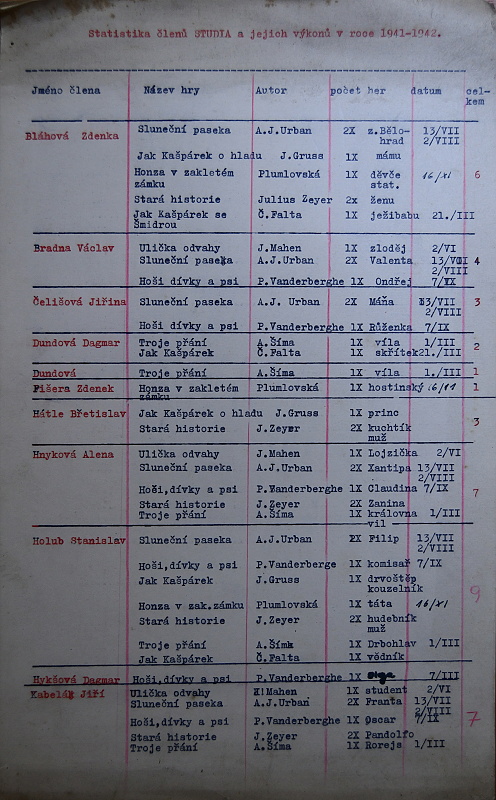 Statistika členů STUDIA a jejich výkonů v roce 1941-1942.
Jméno člena Název hry Autor počet her datum cel-
kem
Bláhová Zdenka Sluneční paseka A.J.Urban 2X z.Bělo- 13/VII
hrad 2/VIII
Jak Kašpárek o hladu J.Gruss 1X mámu
Honza v zakletém Plumlovská 1X děvče 16/XI 6
zámku stat.
Stará historie Julius Zeyer 2x ženu
Jak Kašpárek se Č.Falta 1X ježibabu 21./III
Šmidrou
Bradna Václav Ulička odvahy J.Mahen 1X zloděj 2/VI
Sluneční paseka A.J.Urban 2X Valenta 13/VII 4
2/VIII
Hoši dívky a psi P.Vanderberghe 1X Ondřej 7/IX
Čelišová Jiřina Sluneční paseka A.J. Urban 2X Máňa 13/VII 3
2/VIII
Hoši dívky a psi P.Vanderberghe 1X Růženka 7/IX
Dundová Dagmar Troje přání A.Šíma 1X víla 1/III 2
Jak Kašpárek Č.Falta 1X skřítek 21./III
Dundová Troje přání A.Šíma 1X víla 1./III 1
Fišera Zdenek Honza v zakletém Plumlovská 1X hostinský 16/11 1
zámku
Hátle Břetislav Jak Kašpárek o hladu J.Gruss 1X princ
Stará historie J.Zeyer 2X kuchtík 3
muž
Hnyková Alena Ulička odvahy J.Mahen 1X Lojzička 2/VI
Sluneční paseka A.J.Urban 2X Xantipa 13/VII
2/VIII
Hoši,dívky a psi P.Vanderberghe 1X Claudina 7/IX 7
Stará historie J.Zeyer 2X Zanina
Troje přání A.Šíma 1X královna 1/III
vil
Holub Stanislav Sluneční paseka A.J.Urban 2X Filip 13/VII
2/VIII
Hoši,dívky a psi P.Vanderberge 1X komisař 7/IX
Jak Kašpárek J.Gruss 1X drvoštěp
kouzelník 9
Honza v zak.zámku Plumlovská 1X táta 16/XI
Stará historie J.Zeyer 2X hudebník
muž
Troje přání A.Šímk 1X Drbohlav 1/III
Jak Kašpárek Č.Falta 1X vědník
Hykšová Dagmar Hoši,dívky a psi P.Vanderberghe 1X Olga 7/III
Kabelák Jiří Ulička odvahy Mahen 1X student 2/VI
Sluneční paseka A.J.Urban 2X Franta 13/VII
2/VIII
Hoši,dívky a psi P.Vanderberghe 1X Oscar 7/IX 7
Stará historie J.Zeyer 2X Pandolfo
Troje přání A.Šíma 1X Rorejs 1/III